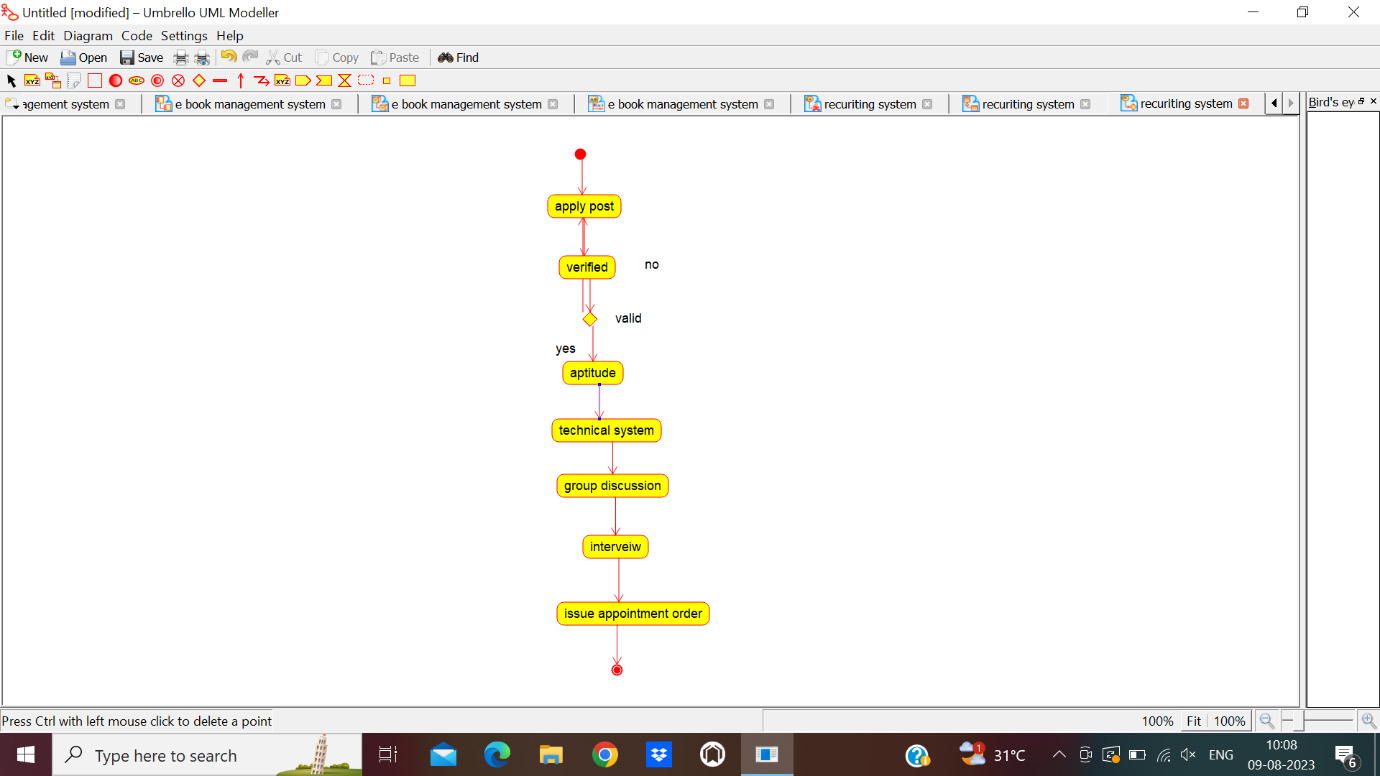 Untitled [modified] – Umbrello UML Modeller
File Edit Diagram Code Settings Help
New Open Save Cut Copy Paste Find
agement system e book management system e book management system e book management system recuriting system recuriting system recuriting system Bird's ey
apply post
verified no
valid
yes
aptitude
technical system
group discussion
interveiw
issue appointment order
Press Ctrl with left mouse click to delete a point 100% Fit 100%
Type here to search 1 31°C ENG 10:08
09-08-2023 6